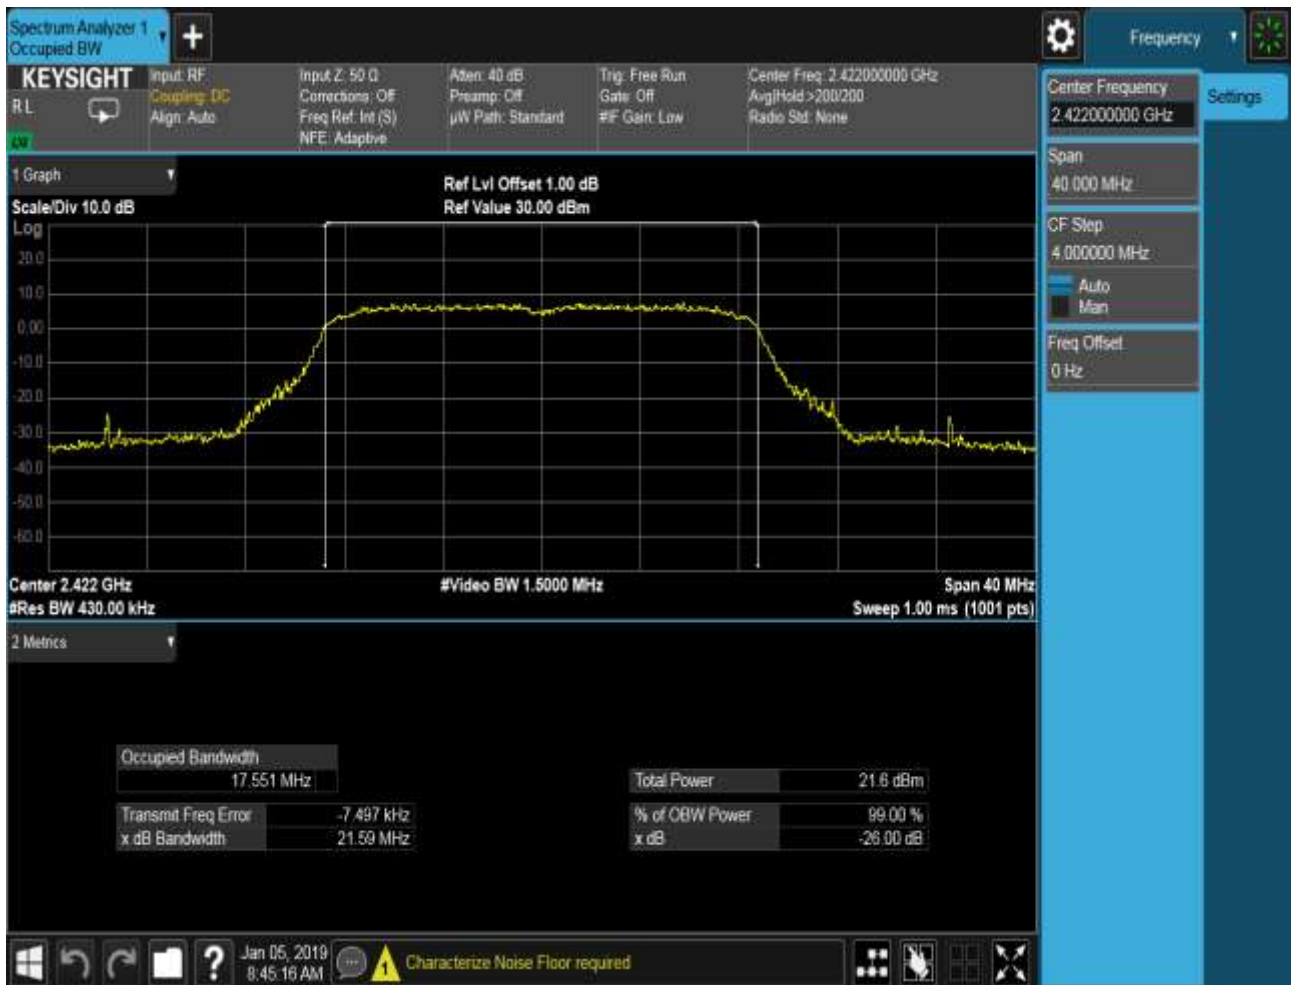 Spectrum Analyzer 1
Occupied BW
Frequency
KEYSIGHT
R L
Input: RF
Coupling: DC
Align: Auto
Input Z: 50 Ω
Corrections: Off
Freq Ref: Int (S)
NFE: Adaptive
Atten: 40 dB
Preamp: Off
µW Path: Standard
Trig: Free Run
Gate: Off
#IF Gain: Low
Center Freq: 2.422000000 GHz
Avg|Hold >200/200
Radio Std: None
Center Frequency
2.422000000 GHz
Settings
Span
40.000 MHz
CF Step
4.000000 MHz
Auto
Man
Freq Offset
0 Hz
1 Graph
Scale/Div 10.0 dB
Ref Lvl Offset 1.00 dB
Ref Value 30.00 dBm
Log
20.0
10.0
0.00
-10.0
-20.0
-30.0
-40.0
-50.0
-60.0
Center 2.422 GHz
#Video BW 1.5000 MHz
Span 40 MHz
#Res BW 430.00 kHz
Sweep 1.00 ms (1001 pts)
2 Metrics
Occupied Bandwidth
17.551 MHz
Total Power 21.6 dBm
Transmit Freq Error -7.497 kHz
% of OBW Power 99.00 %
x dB Bandwidth 21.59 MHz
x dB -26.00 dB
?
Jan 05, 2019
8:45:16 AM
1
Characterize Noise Floor required